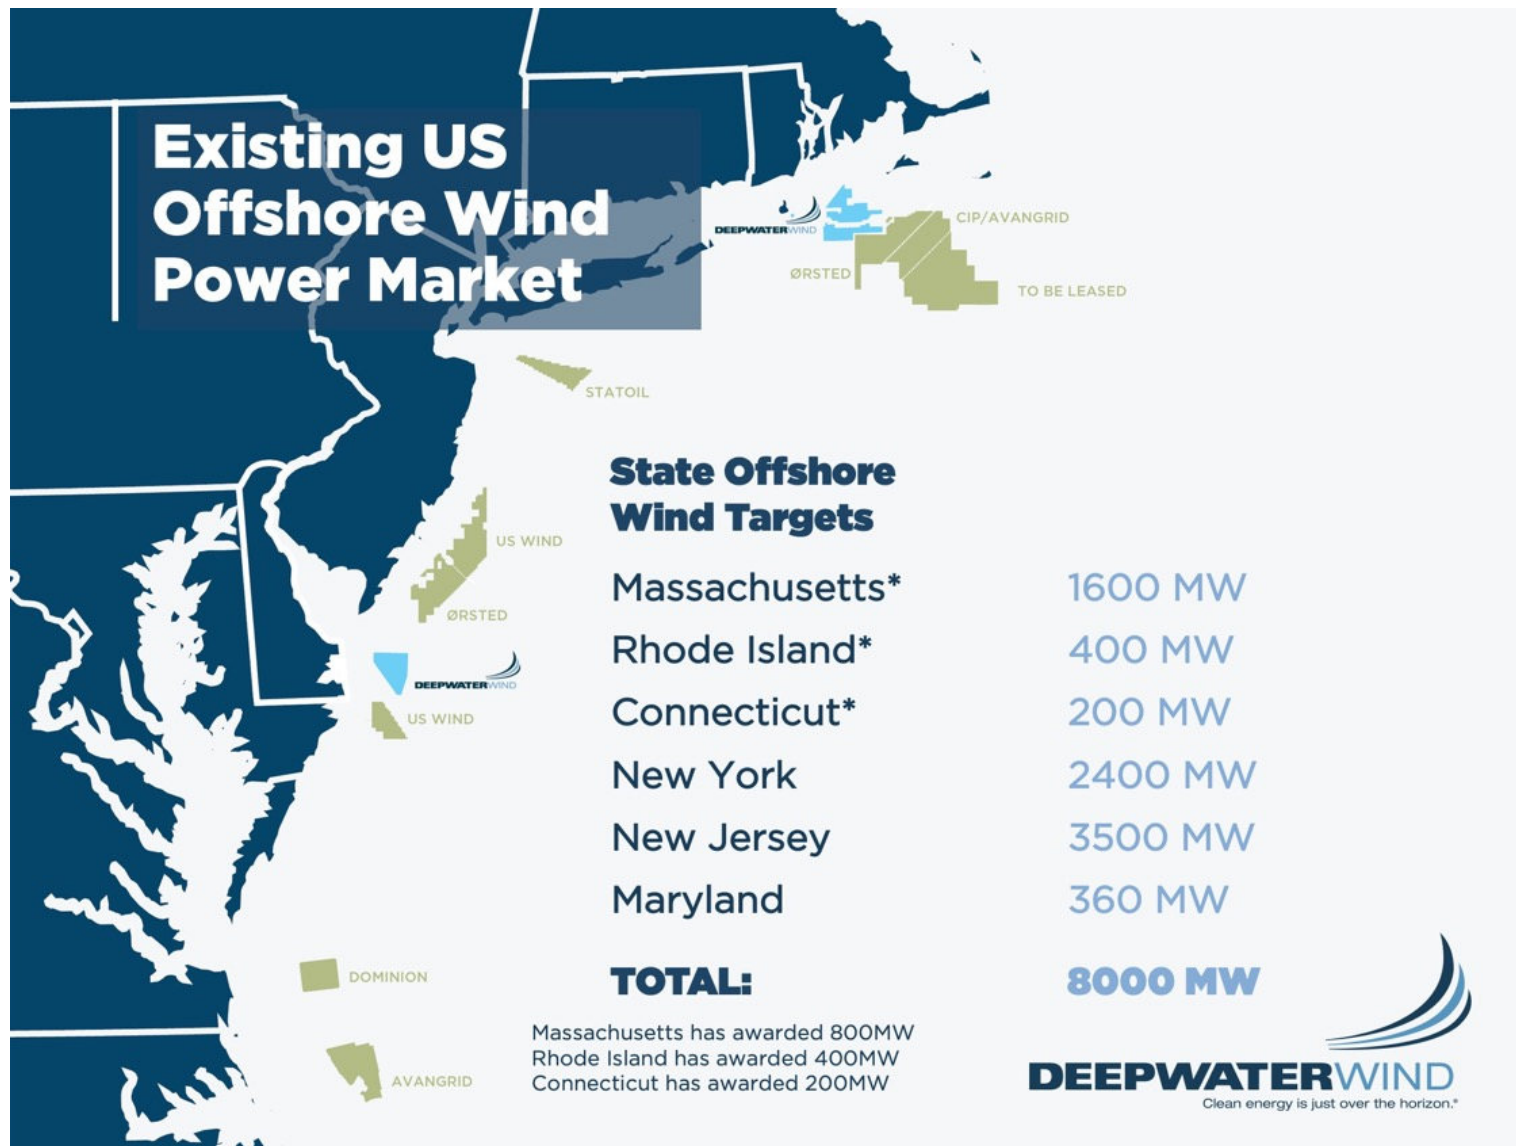 Existing US
Offshore Wind
Power Market
DEEPWATERWIND
CIP/AVANGRID
ØRSTED
TO BE LEASED
STATOIL
US WIND
ØRSTED
DEEPWATERWIND
US WIND
DOMINION
AVANGRID
State Offshore
Wind Targets
Massachusetts* 1600 MW
Rhode Island* 400 MW
Connecticut* 200 MW
New York 2400 MW
New Jersey 3500 MW
Maryland 360 MW
TOTAL: 8000 MW
Massachusetts has awarded 800MW
Rhode Island has awarded 400MW
Connecticut has awarded 200MW
DEEPWATERWIND
Clean energy is just over the horizon.®